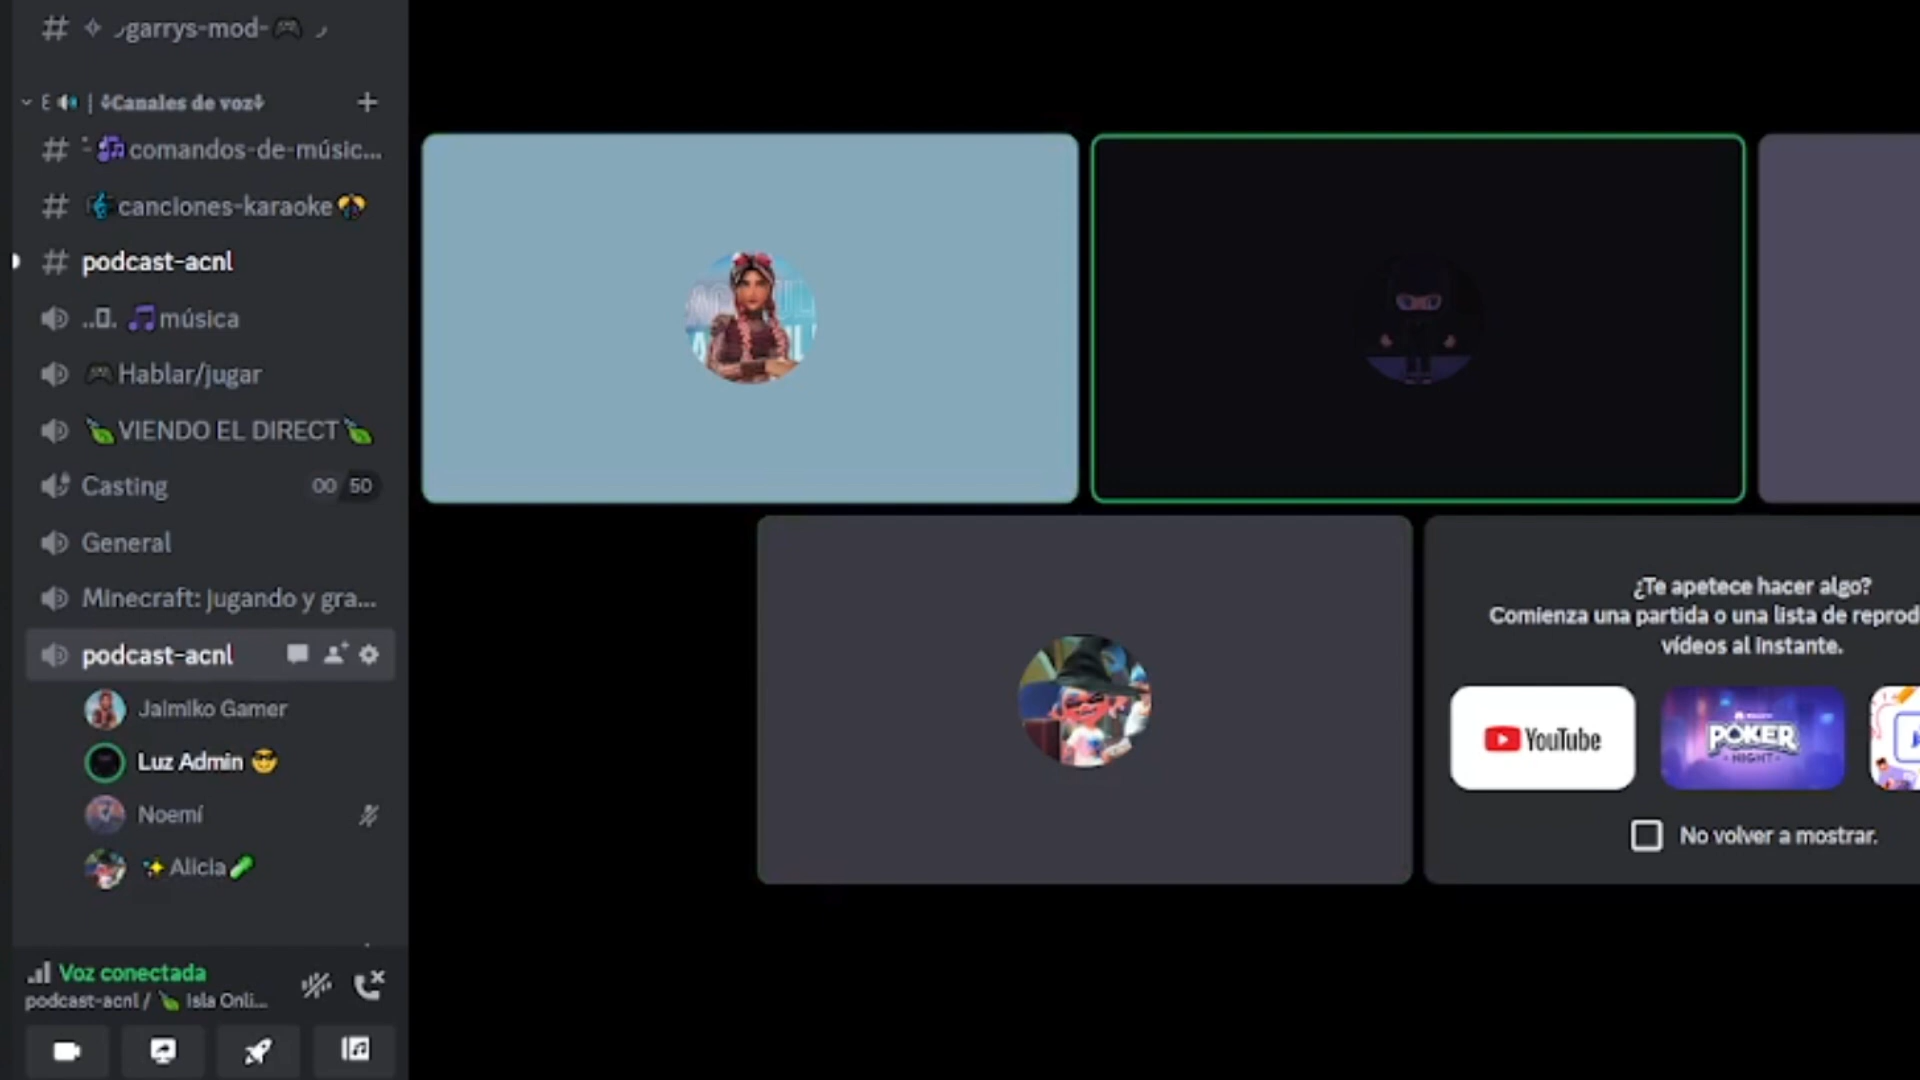 garrys-mod-
E | Canales de voz
comandos-de-músic...
canciones-karaoke
podcast-acnl
música
Hablar/jugar
VIENDO EL DIRECT
Casting 00 50
General
Minecraft: jugando y gra...
podcast-acnl
Jaimiko Gamer
Luz Admin 😎
Noemí
✨Alicia
Voz conectada
podcast-acnl / Isla Onli...
¿Te apetece hacer algo?
Comienza una partida o una lista de reprod
vídeos al instante.
YouTube
POKER
NIGHT
No volver a mostrar.